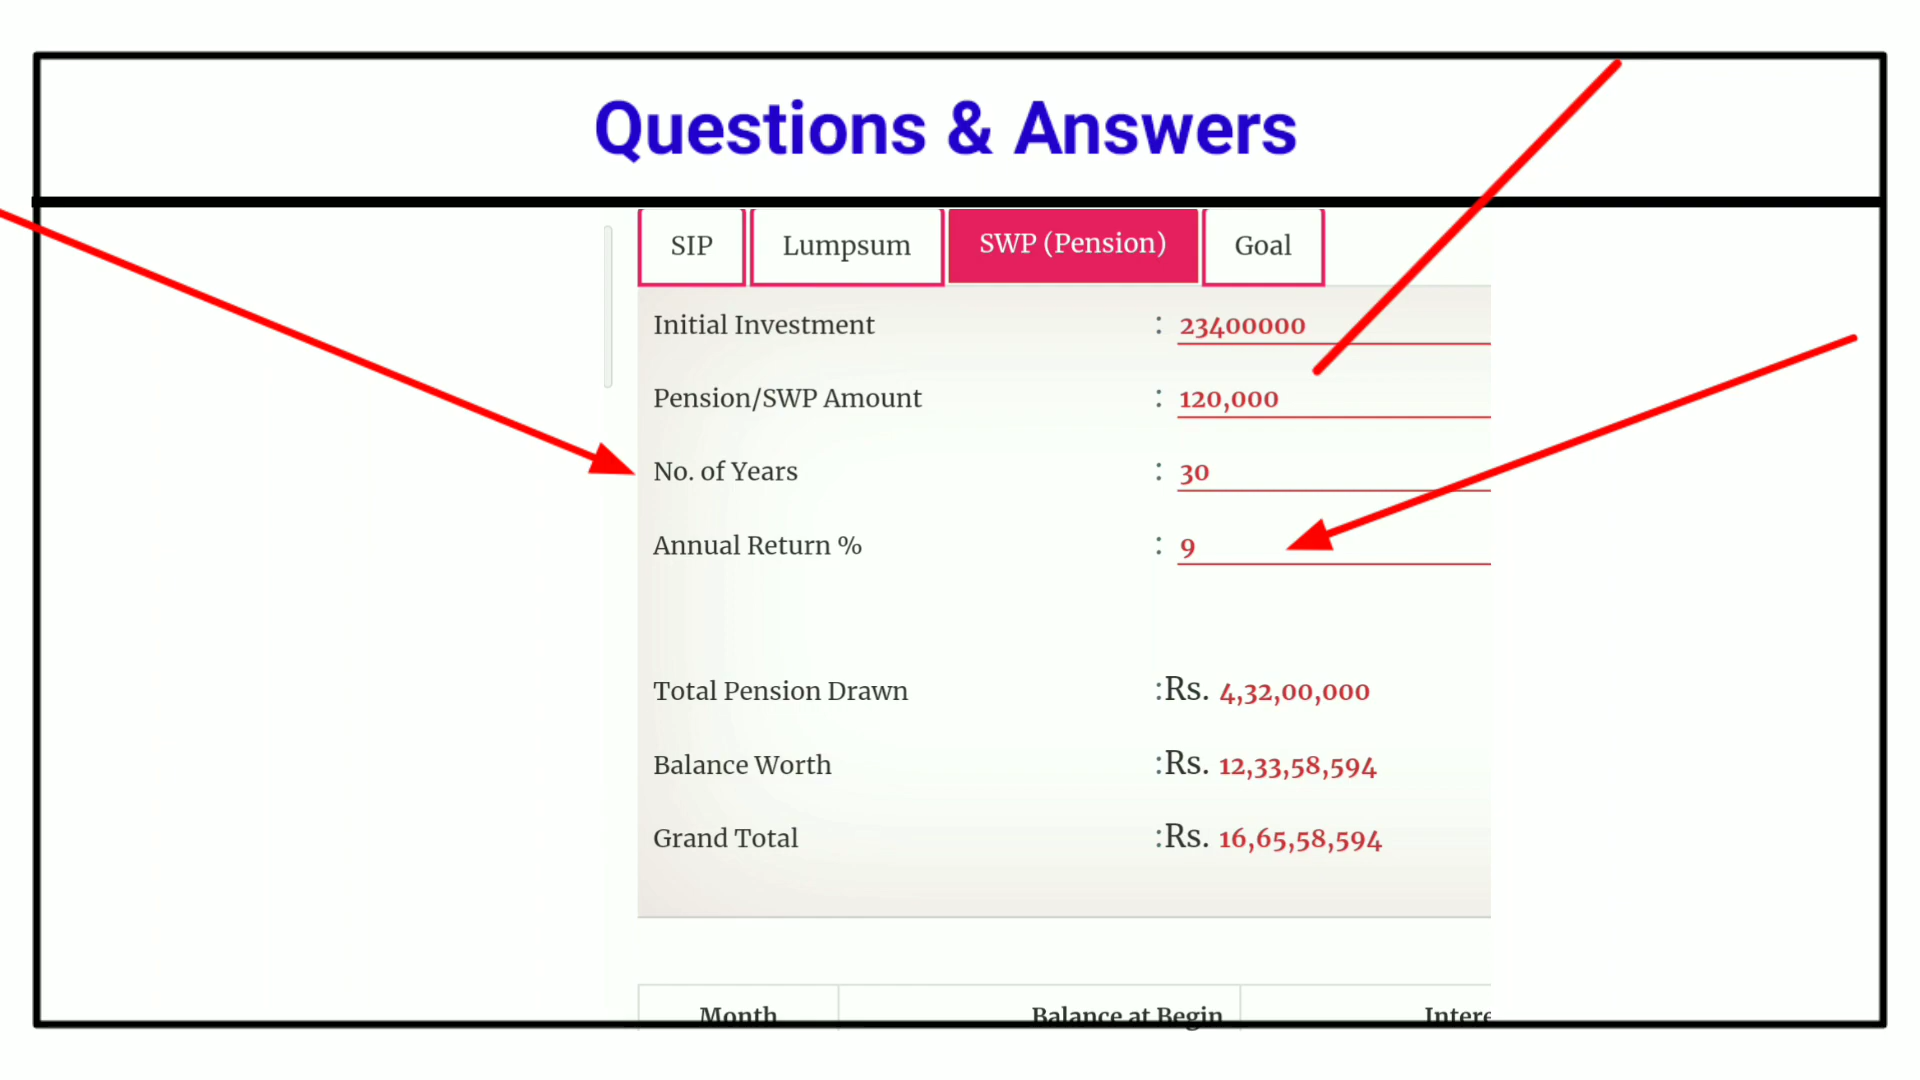 Questions & Answers
SIP Lumpsum SWP (Pension) Goal
Initial Investment : 23400000
Pension/SWP Amount : 120,000
No. of Years : 30
Annual Return % : 9
Total Pension Drawn :Rs. 4,32,00,000
Balance Worth :Rs. 12,33,58,594
Grand Total :Rs. 16,65,58,594
Month Balance at Begin Intere